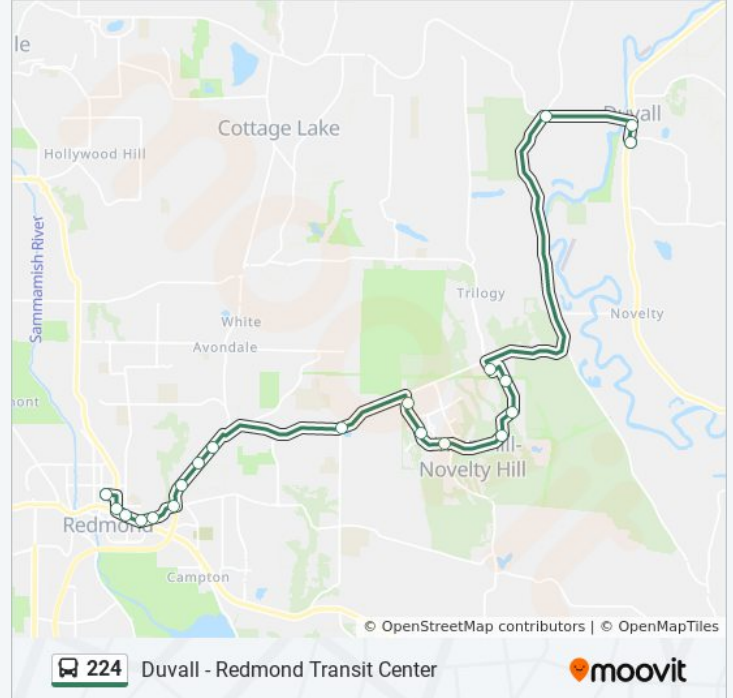 le
Duvall
Cottage Lake
Hollywood Hill
Sammamish River
Trilogy
Novelty
White
Avondale
ont
Novelty Hill
Redmond
Campton
© OpenStreetMap contributors | © OpenMapTiles
224 Duvall - Redmond Transit Center moovit